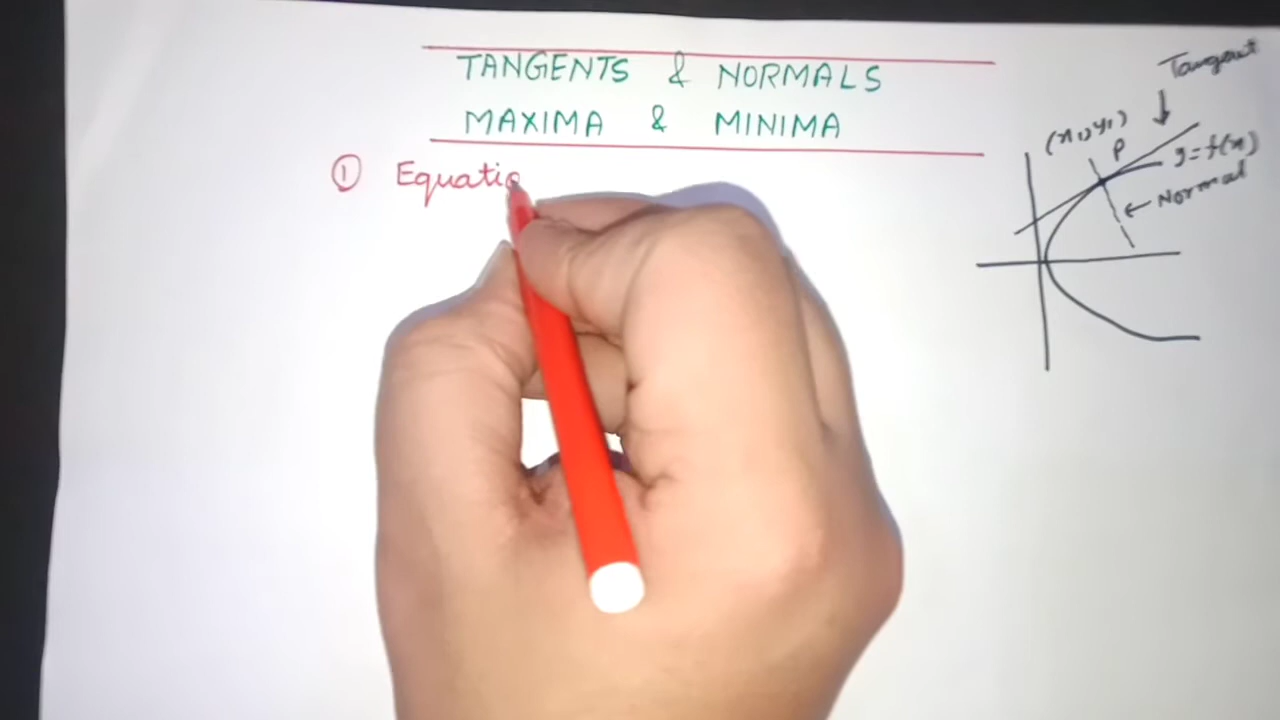 TANGENTS & NORMALS
MAXIMA & MINIMA
① Equatio
Tangent
(x₁, y₁)
P
y=f(x)
Normal